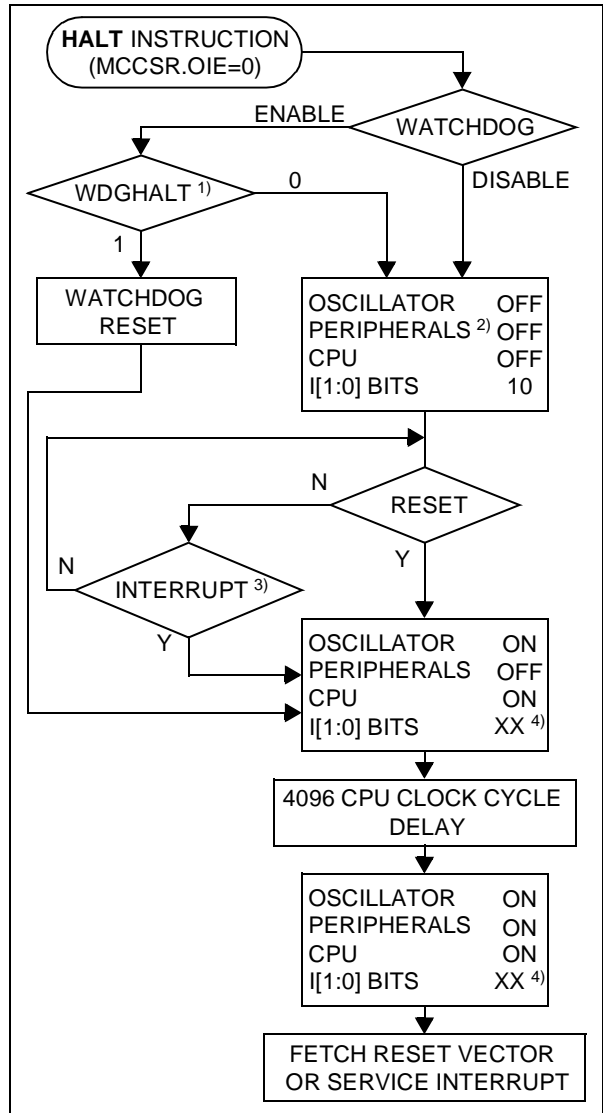 HALT INSTRUCTION
(MCCSR.OIE=0)
ENABLE
WATCHDOG
WDGHALT 1)
0
DISABLE
1
WATCHDOG
RESET
OSCILLATOR OFF
PERIPHERALS 2) OFF
CPU OFF
I[1:0] BITS 10
N
RESET
N
INTERRUPT 3)
Y
Y
OSCILLATOR ON
PERIPHERALS OFF
CPU ON
I[1:0] BITS XX 4)
4096 CPU CLOCK CYCLE
DELAY
OSCILLATOR ON
PERIPHERALS ON
CPU ON
I[1:0] BITS XX 4)
FETCH RESET VECTOR
OR SERVICE INTERRUPT